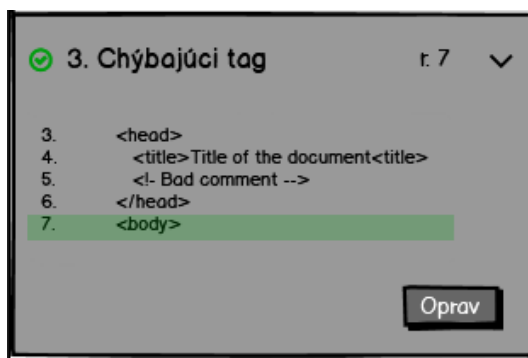 3. Chýbajúci tag r. 7
3. <head>
4. <title>Title of the document<title>
5. <!- Bad comment -->
6. </head>
7. <body>
Oprav